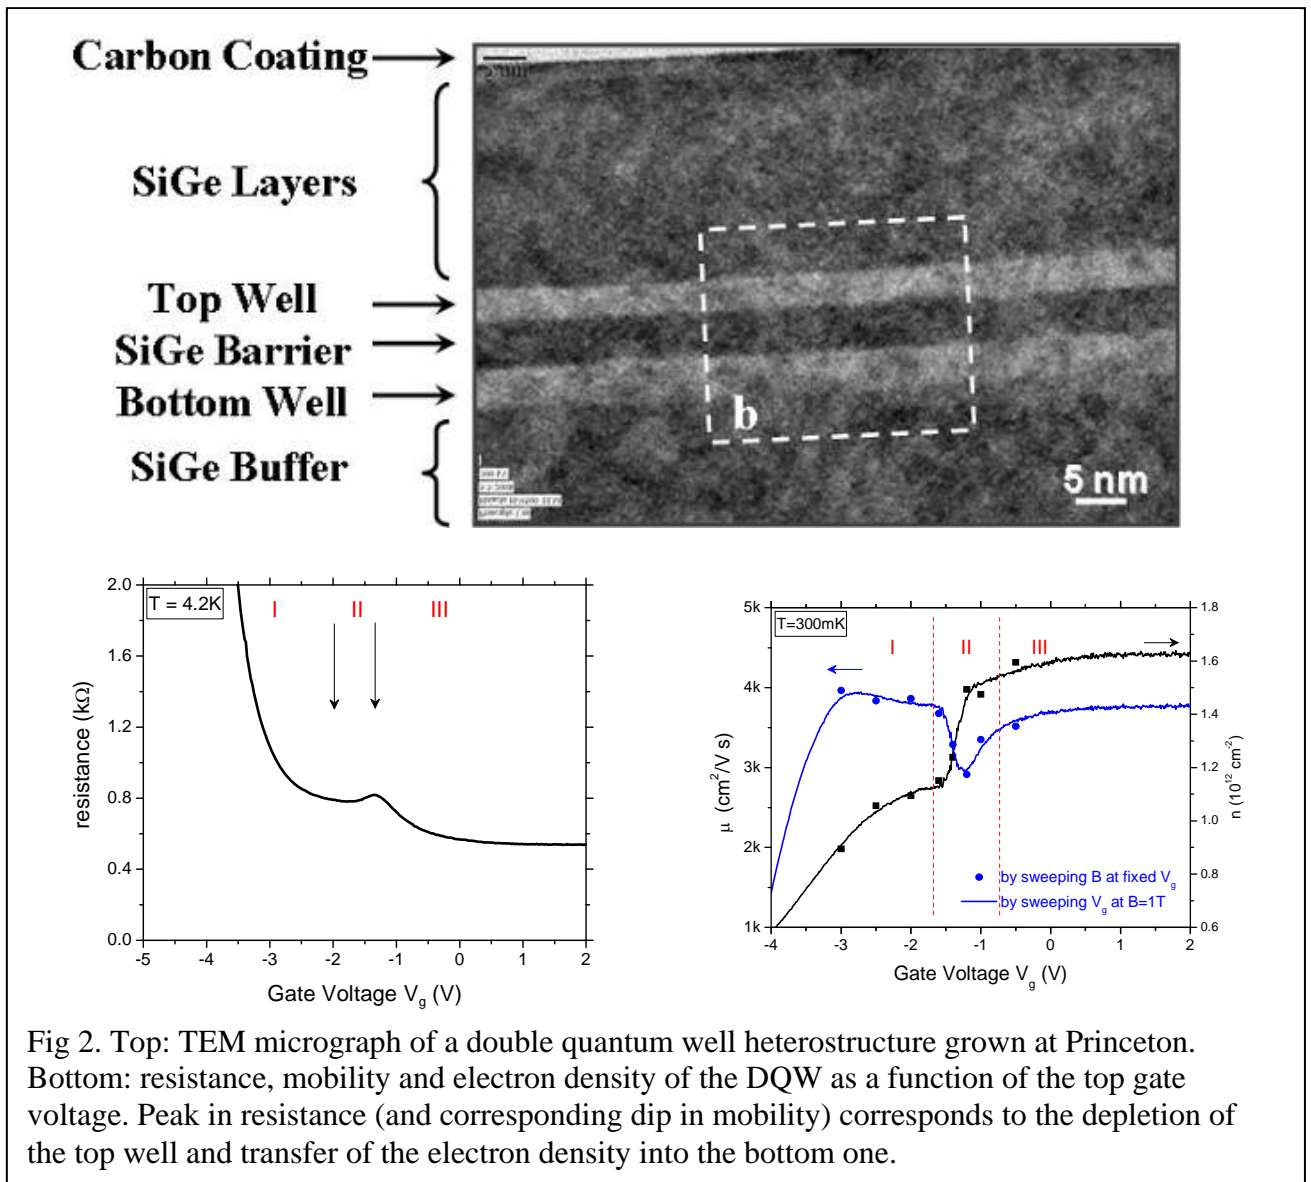 Carbon Coating
SiGe Layers
Top Well
SiGe Barrier
Bottom Well
SiGe Buffer
b
5 nm
T = 4.2K
I II III
2.0
1.6
1.2
0.8
0.4
0.0
resistance (kΩ)
-5 -4 -3 -2 -1 0 1 2
Gate Voltage V_g (V)
T=300mK
I II III
5k
4k
3k
2k
1k
μ (cm²/V s)
1.8
1.6
1.4
1.2
1.0
0.8
0.6
n (10¹² cm⁻²)
by sweeping B at fixed V_g
by sweeping V_g at B=1T
-4 -3 -2 -1 0 1 2
Gate Voltage V_g (V)
Fig 2. Top: TEM micrograph of a double quantum well heterostructure grown at Princeton.
Bottom: resistance, mobility and electron density of the DQW as a function of the top gate
voltage. Peak in resistance (and corresponding dip in mobility) corresponds to the depletion of
the top well and transfer of the electron density into the bottom one.